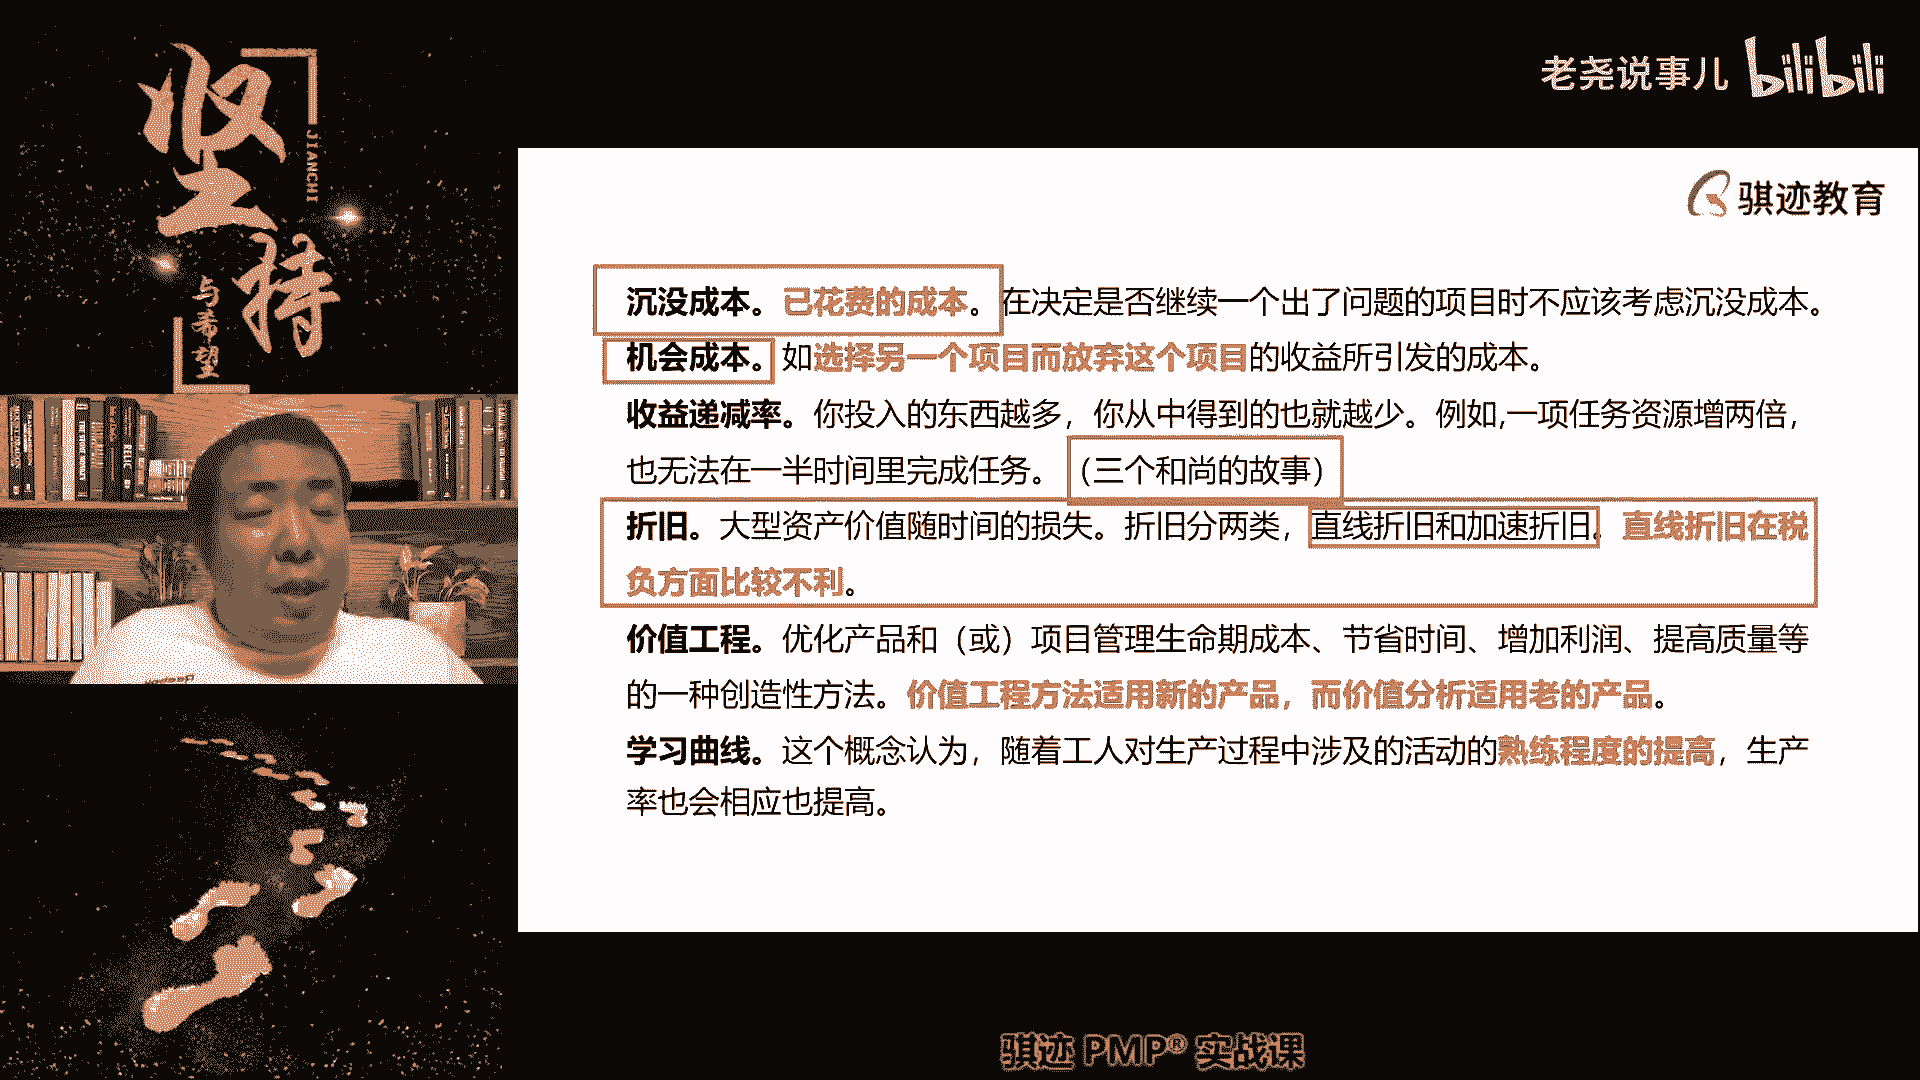 坚持
JIANCHI
与希望
老尧说事儿 bilibili
骐迹教育
沉没成本。已花费的成本。在决定是否继续一个出了问题的项目时不应该考虑沉没成本。
机会成本。如选择另一个项目而放弃这个项目的收益所引发的成本。
收益递减率。你投入的东西越多，你从中得到的也就越少。例如,一项任务资源增两倍，
也无法在一半时间里完成任务。（三个和尚的故事）
折旧。大型资产价值随时间的损失。折旧分两类，直线折旧和加速折旧。直线折旧在税
负方面比较不利。
价值工程。优化产品和（或）项目管理生命期成本、节省时间、增加利润、提高质量等
的一种创造性方法。价值工程方法适用新的产品，而价值分析适用老的产品。
学习曲线。这个概念认为，随着工人对生产过程中涉及的活动的熟练程度的提高，生产
率也会相应也提高。
骐迹 PMP® 实战课